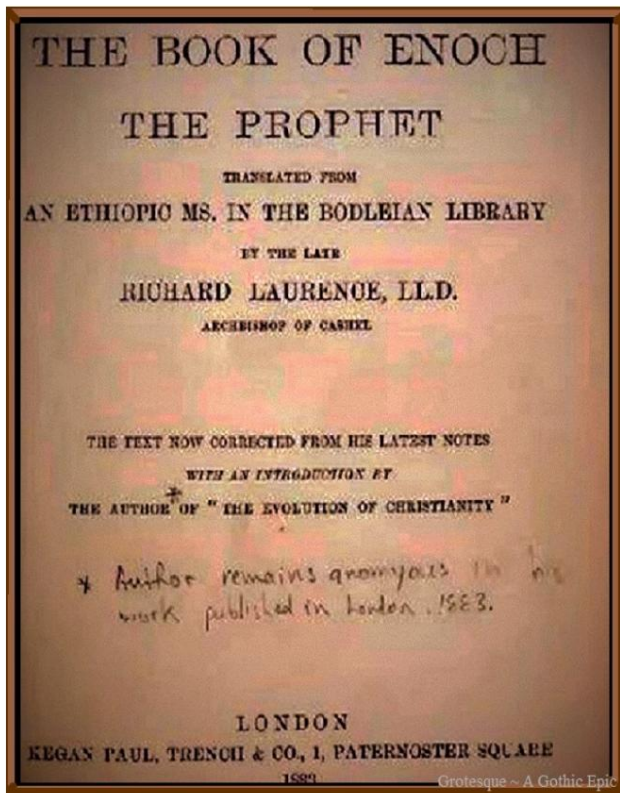 THE BOOK OF ENOCH
THE PROPHET
TRANSLATED FROM
AN ETHIOPIC MS. IN THE BODLEIAN LIBRARY
BY THE LATE
RICHARD LAURENCE, LL.D.
ARCHBISHOP OF CASHEL
THE TEXT NOW CORRECTED FROM HIS LATEST NOTES
WITH AN INTRODUCTION BY
THE AUTHOR * OF " THE EVOLUTION OF CHRISTIANITY "
* Author remains anomyous in his
work published in London. 1883.
LONDON
KEGAN PAUL, TRENCH & CO., 1, PATERNOSTER SQUARE
Grotesque ~ A Gothic Epic